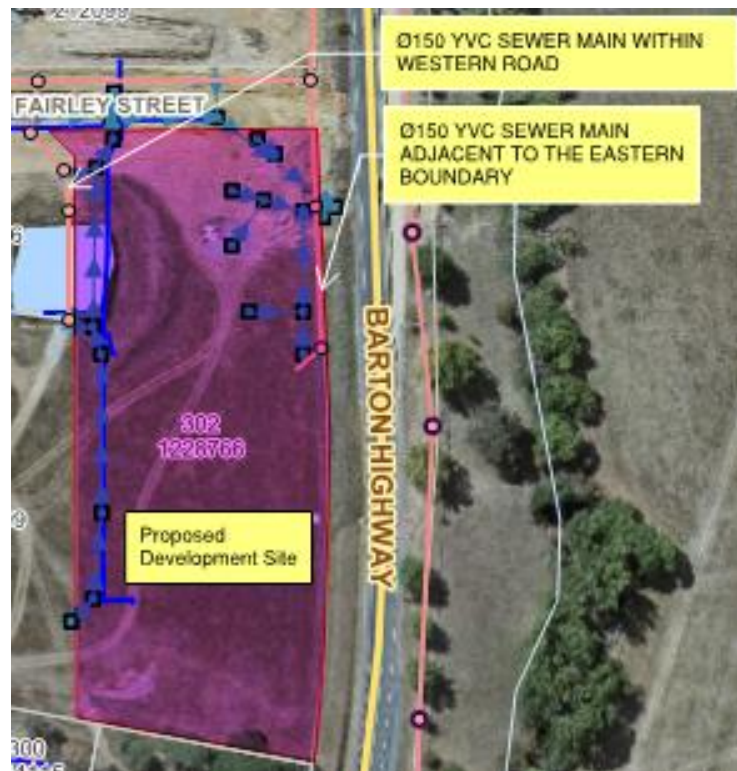 Ø150 YVC SEWER MAIN WITHIN
WESTERN ROAD
FAIRLEY STREET
Ø150 YVC SEWER MAIN
ADJACENT TO THE EASTERN
BOUNDARY
BARTON HIGHWAY
302
1228766
Proposed
Development Site
300